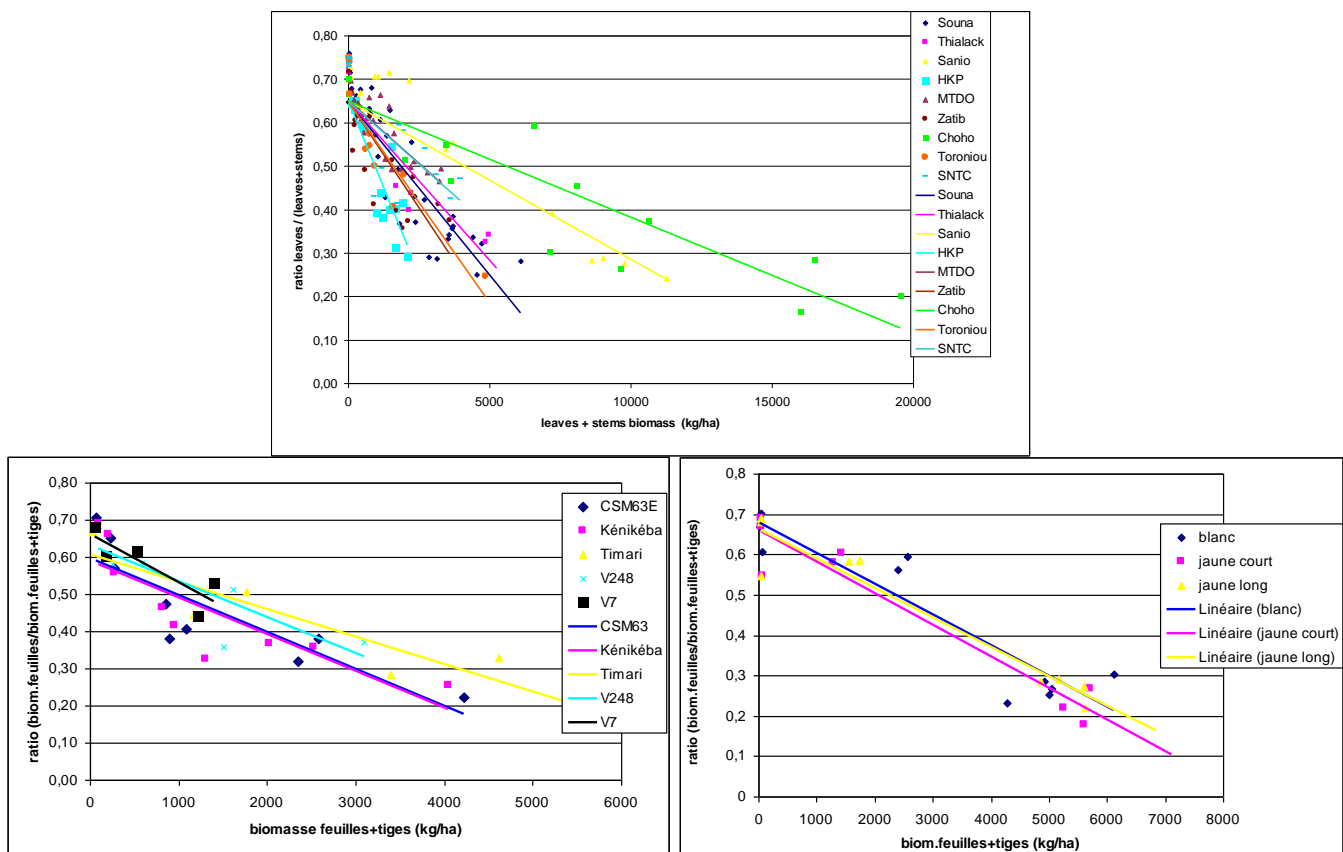 0,80
0,70
0,60
0,50
0,40
0,30
0,20
0,10
0,00
ratio leaves / (leaves+stems)
0
5000
10000
15000
20000
leaves + stems biomass (kg/ha)
Souna
Thialack
Sanio
HKP
MTDO
Zatib
Choho
Toroniou
SNTC
Souna
Thialack
Sanio
HKP
MTDO
Zatib
Choho
Toroniou
SNTC
0,80
0,70
0,60
0,50
0,40
0,30
0,20
0,10
0,00
ratio (biom.feuilles/biom.feuilles+tiges)
0
1000
2000
3000
4000
5000
6000
biomasse feuilles+tiges (kg/ha)
CSM63E
Kénikéba
Timari
V248
V7
CSM63
Kénikéba
Timari
V248
V7
0,8
0,7
0,6
0,5
0,4
0,3
0,2
0,1
0
ratio (biom.feuilles/biom.feuilles+tiges)
0
1000
2000
3000
4000
5000
6000
7000
8000
biom.feuilles+tiges (kg/ha)
blanc
jaune court
jaune long
Linéaire (blanc)
Linéaire (jaune court)
Linéaire (jaune long)